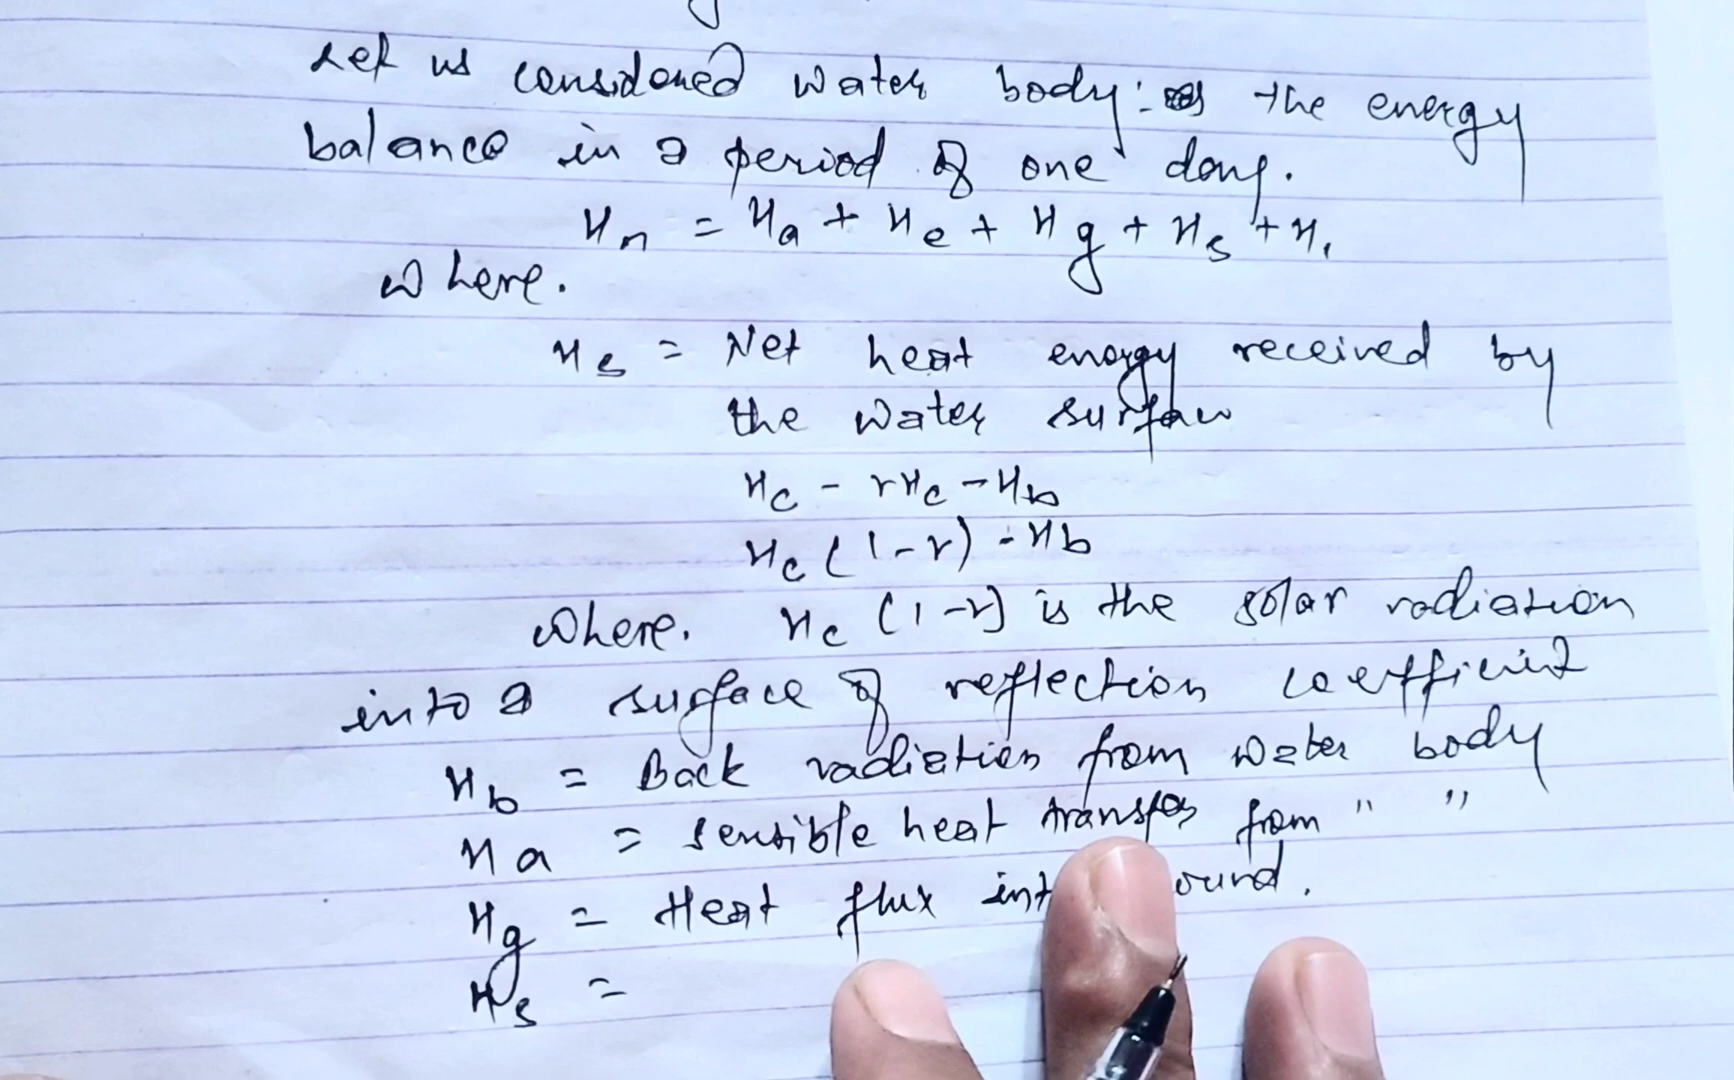 Let us considered water body: the energy
balance in a period of one day.
Hn = Ha + He + Hg + Hs + Hi
where.
Hs = Net heat energy received by
the water surface
Hc - rHc - Hb
Hc (1-r) - Hb
where. Hc (1-r) is the solar radiation
into a surface of reflection coefficient
Hb = Back radiation from water body
Ha = sensible heat transfer from " "
Hg = Heat flux
Hs =